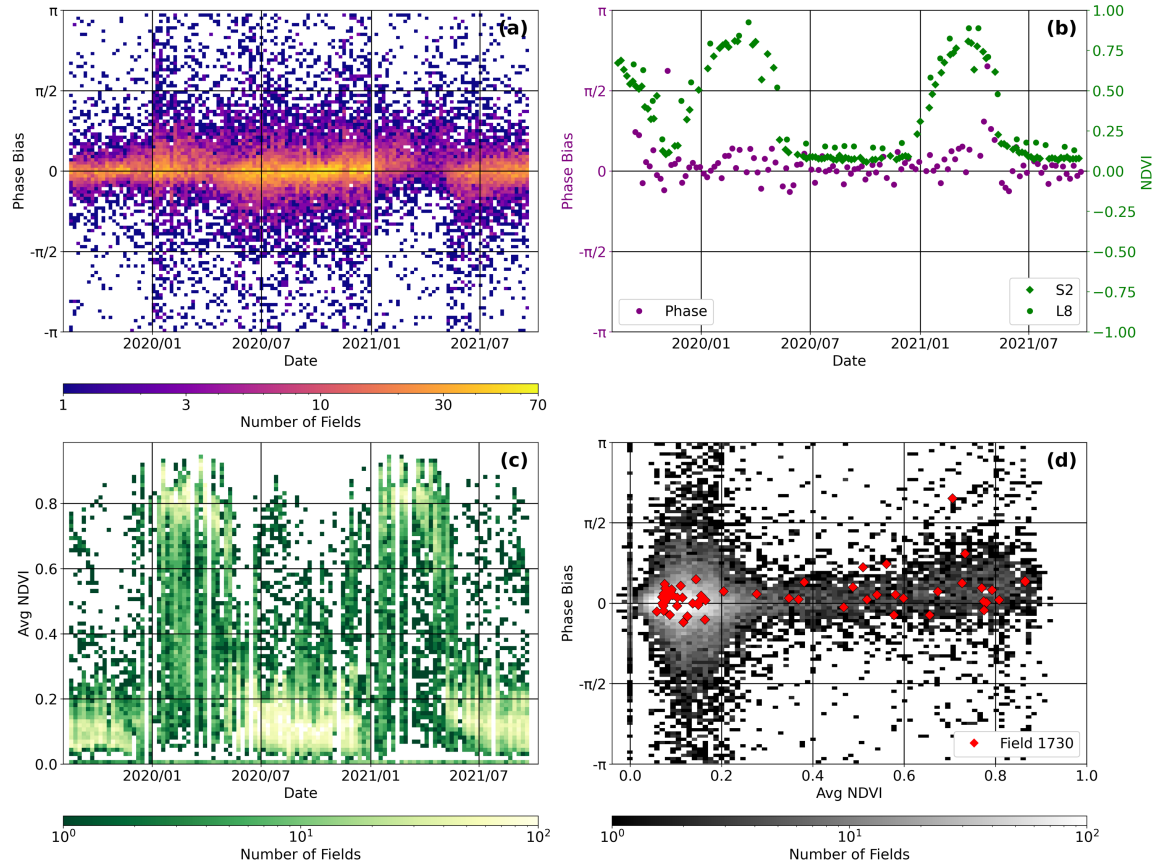 (a)
π
π/2
0
-π/2
-π
Phase Bias
2020/01 2020/07 2021/01 2021/07
Date
1 3 10 30 70
Number of Fields
(b)
π
π/2
0
-π/2
-π
Phase Bias
1.00
0.75
0.50
0.25
0.00
−0.25
−0.50
−0.75
−1.00
NDVI
Phase
S2
L8
2020/01 2020/07 2021/01 2021/07
Date
(c)
0.8
0.6
0.4
0.2
0.0
Avg NDVI
2020/01 2020/07 2021/01 2021/07
Date
10⁰ 10¹ 10²
Number of Fields
(d)
π
π/2
0
-π/2
-π
Phase Bias
Field 1730
0.0 0.2 0.4 0.6 0.8 1.0
Avg NDVI
10⁰ 10¹ 10²
Number of Fields